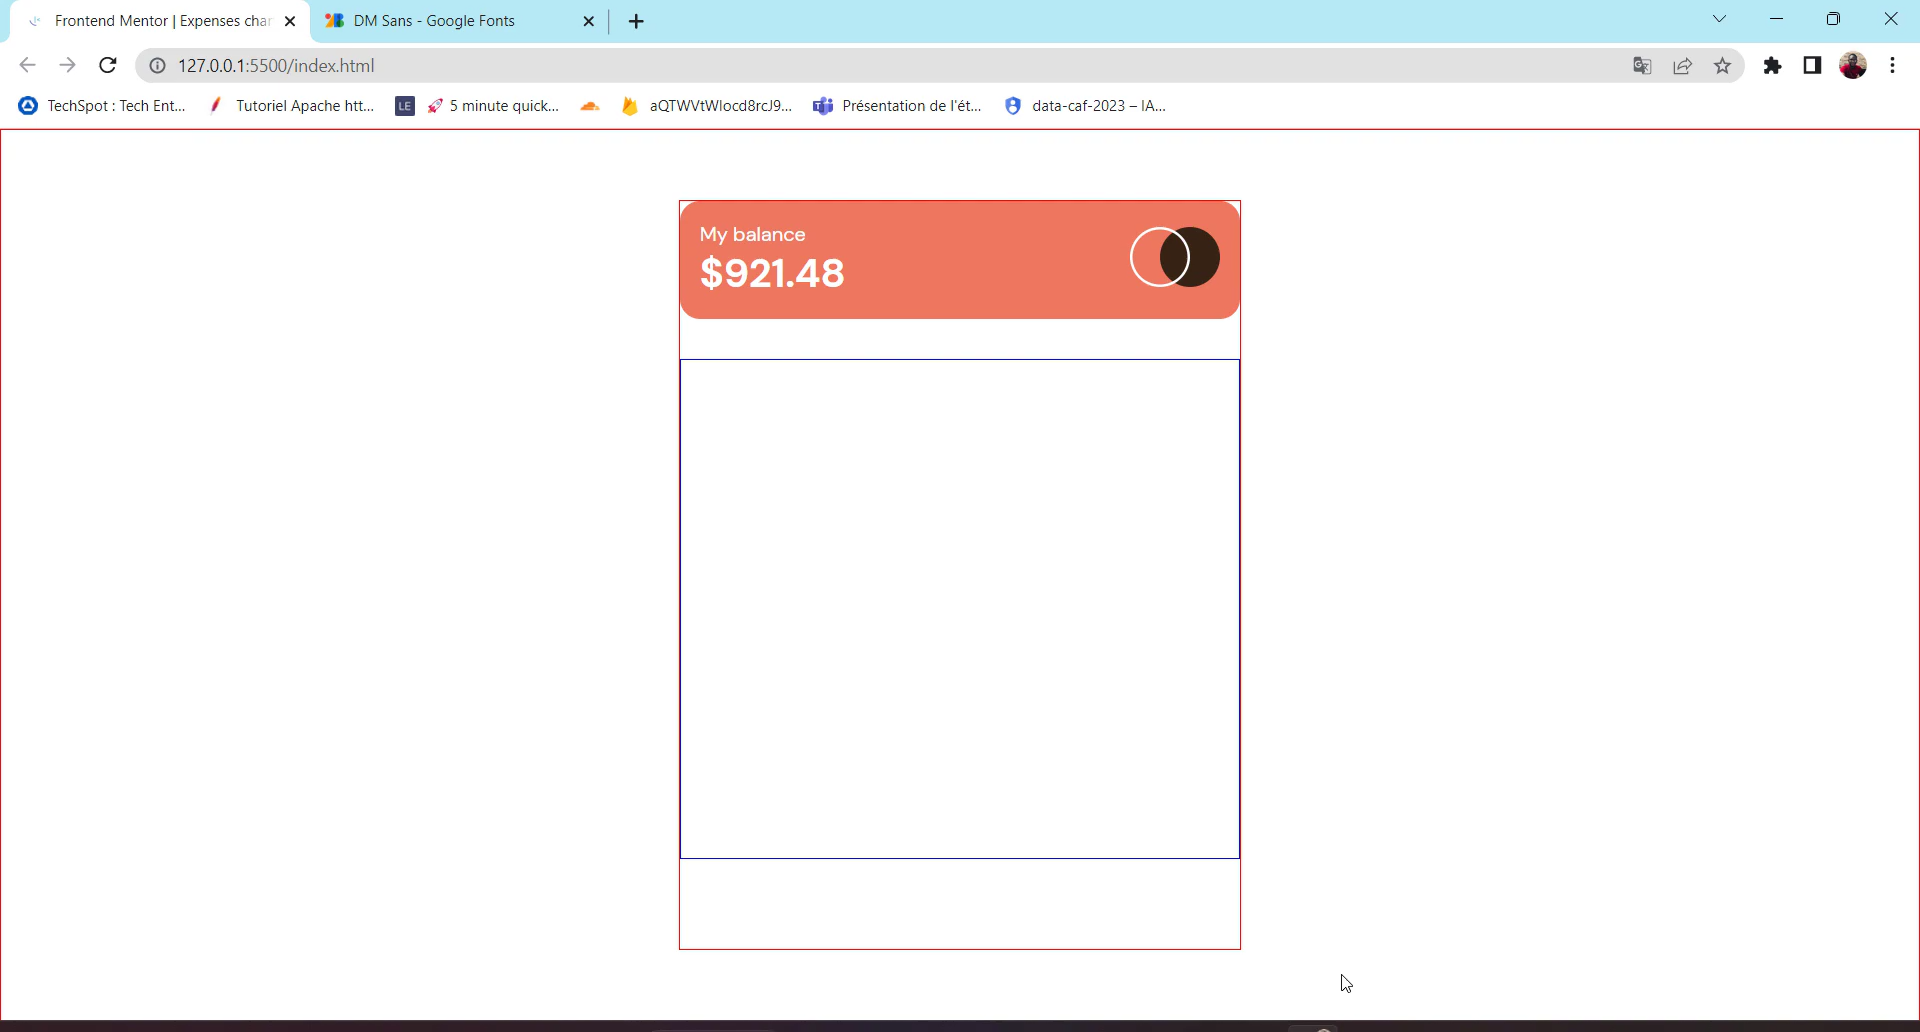 Frontend Mentor | Expenses char
DM Sans - Google Fonts
127.0.0.1:5500/index.html
TechSpot : Tech Ent...
Tutoriel Apache htt...
LE
5 minute quick...
aQTWVtWlocd8rcJ9...
Présentation de l'ét...
data-caf-2023 – IA...
My balance
$921.48